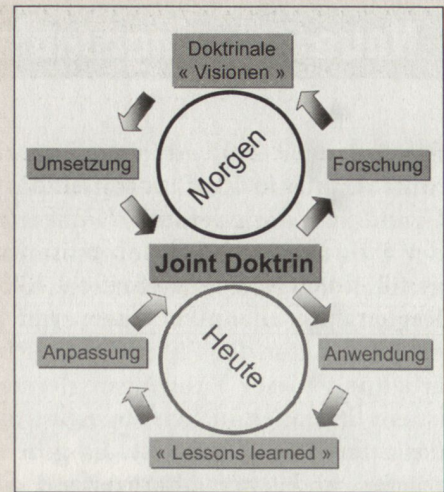 Doktrinale
« Visionen »
Morgen
Umsetzung
Forschung
Joint Doktrin
Heute
Anpassung
Anwendung
« Lessons learned »